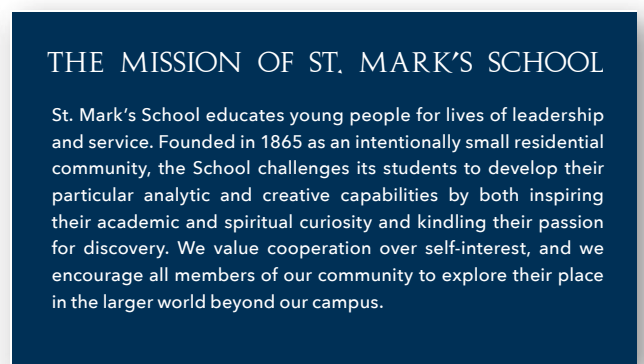 THE MISSION OF ST. MARK'S SCHOOL
St. Mark's School educates young people for lives of leadership
and service. Founded in 1865 as an intentionally small residential
community, the School challenges its students to develop their
particular analytic and creative capabilities by both inspiring
their academic and spiritual curiosity and kindling their passion
for discovery. We value cooperation over self-interest, and we
encourage all members of our community to explore their place
in the larger world beyond our campus.